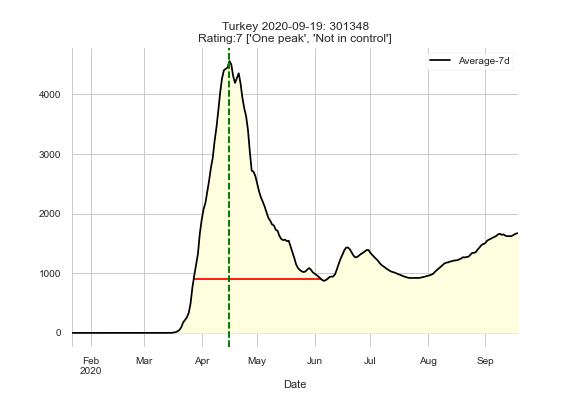 Turkey 2020-09-19: 301348
Rating:7 ['One peak', 'Not in control']
Average-7d
4000
3000
2000
1000
0
Feb
2020
Mar
Apr
May
Jun
Jul
Aug
Sep
Date